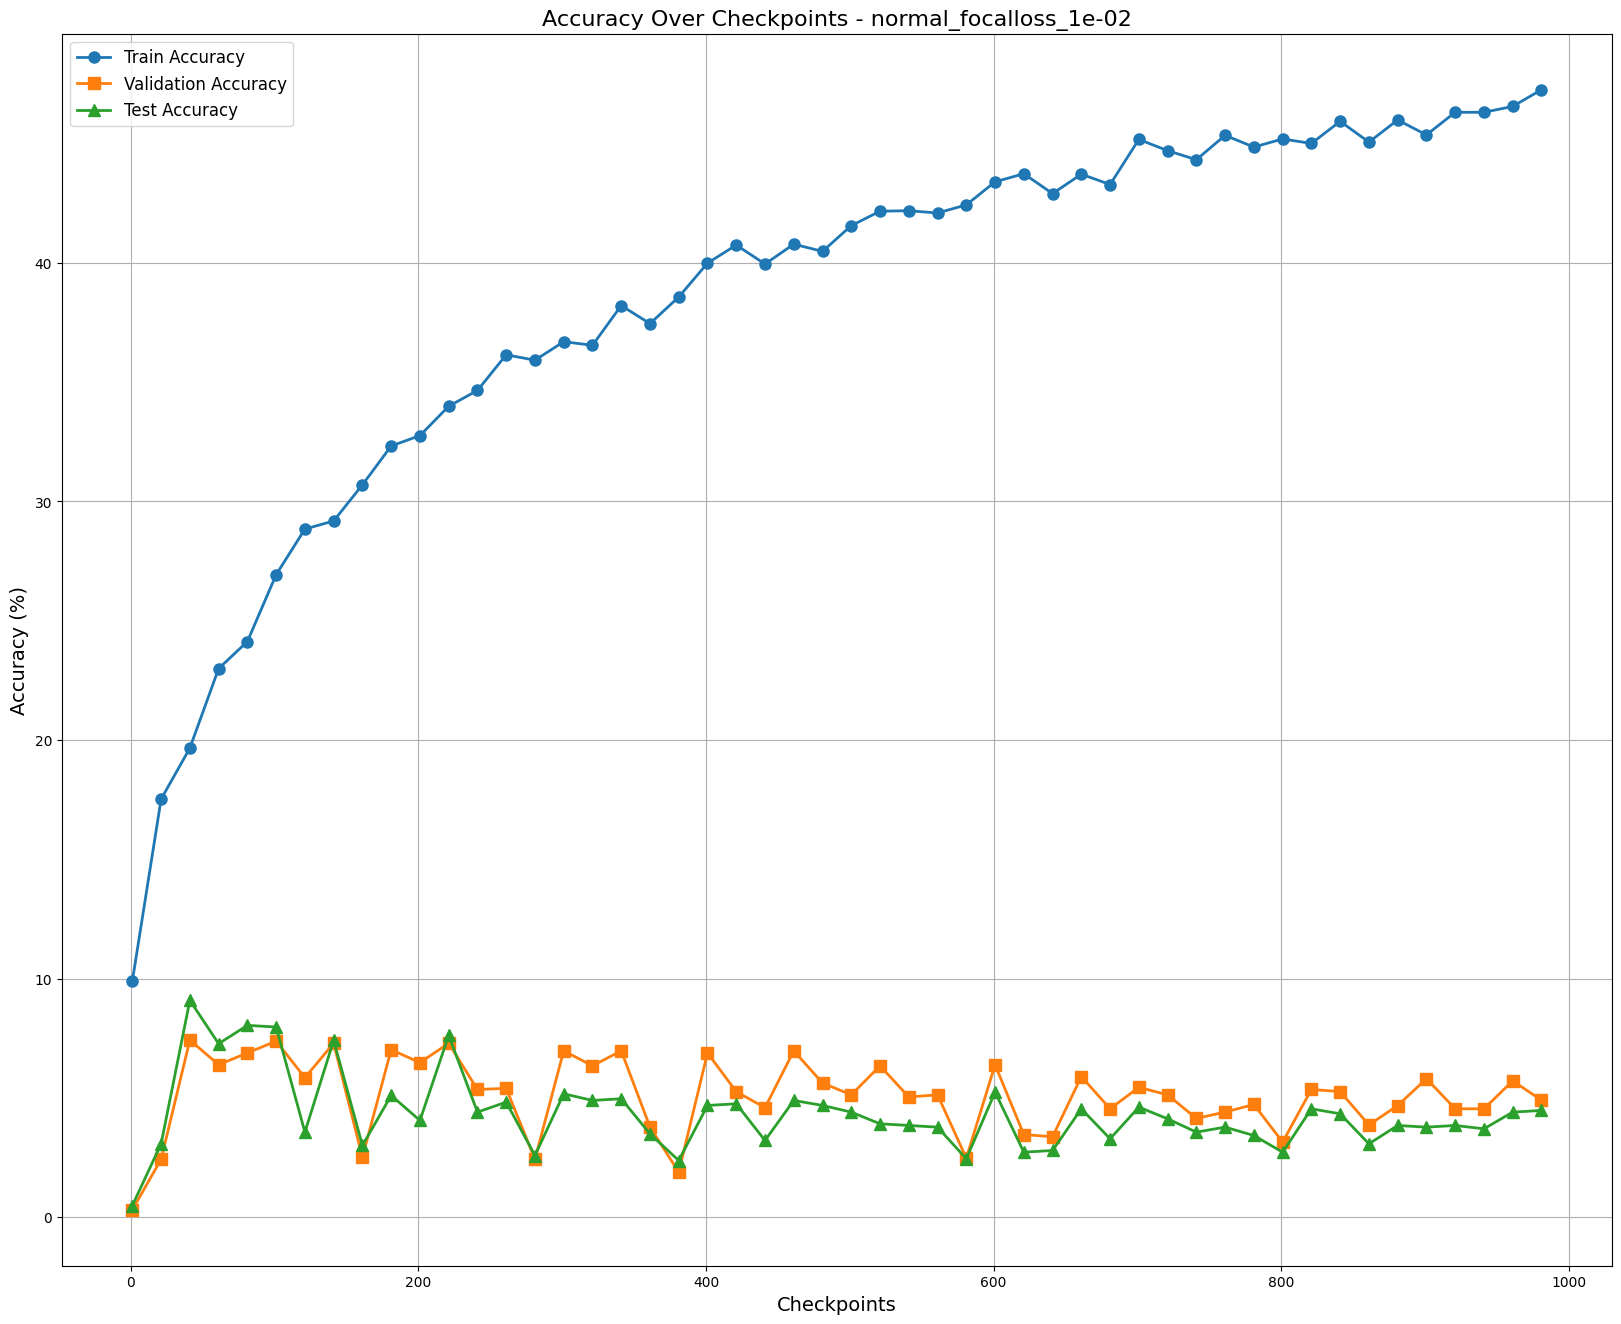 Accuracy Over Checkpoints - normal_focalloss_1e-02
Train Accuracy
Validation Accuracy
Test Accuracy
Accuracy (%)
40
30
20
10
0
0 200 400 600 800 1000
Checkpoints